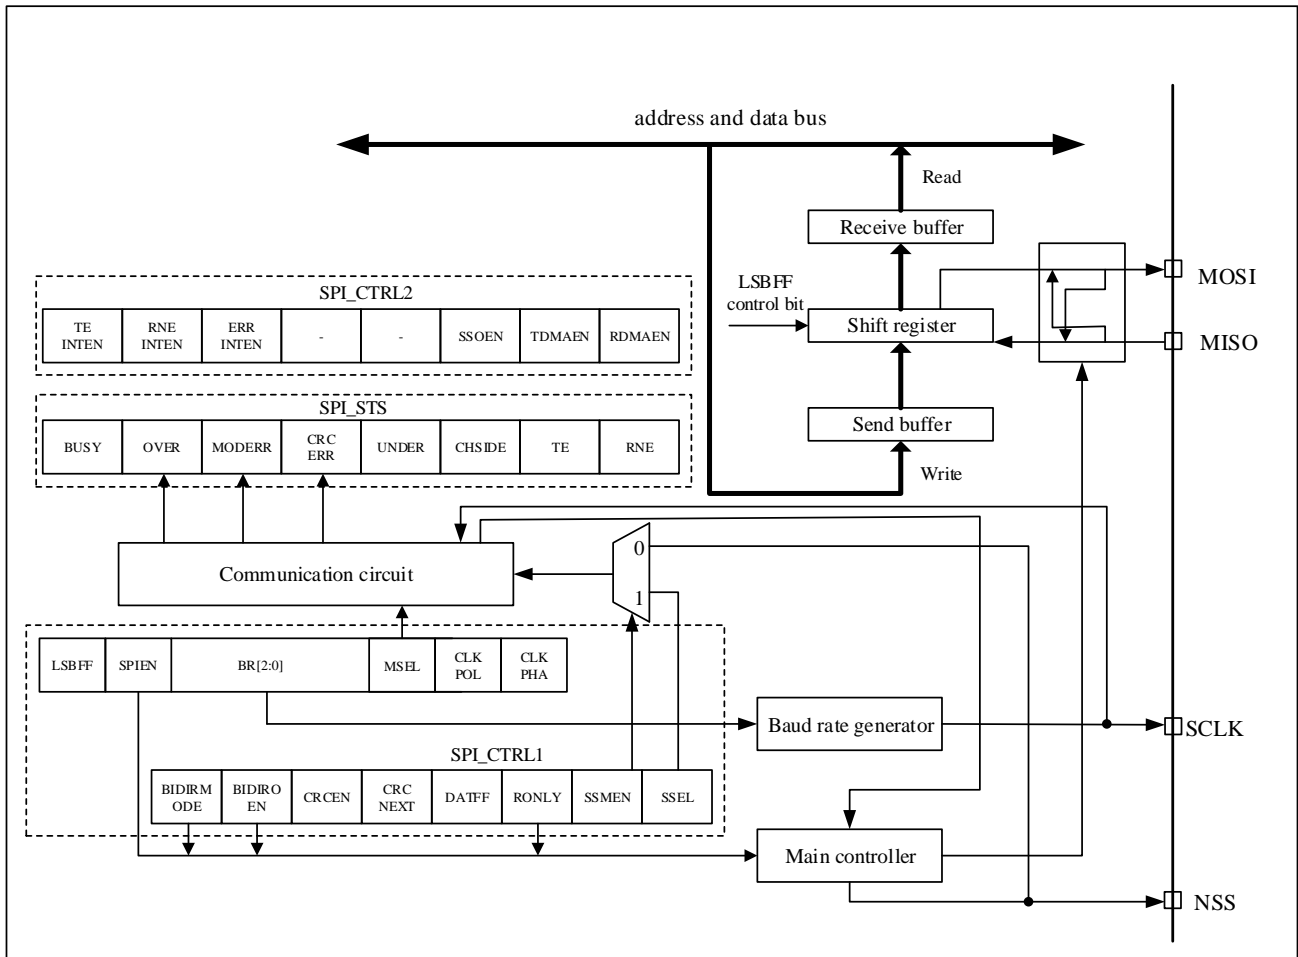 address and data bus
Read
Receive buffer
LSBFF
control bit
Shift register
MOSI
MISO
Send buffer
Write
SPI_CTRL2
TE
INTEN
RNE
INTEN
ERR
INTEN
-
-
SSOEN
TDMAEN
RDMAEN
SPI_STS
BUSY
OVER
MODERR
CRC
ERR
UNDER
CHSIDE
TE
RNE
0
1
Communication circuit
LSBFF
SPIEN
BR[2:0]
MSEL
CLK
POL
CLK
PHA
Baud rate generator
SCLK
SPI_CTRL1
BIDIRM
ODE
BIDIRO
EN
CRCEN
CRC
NEXT
DATFF
RONLY
SSMEN
SSEL
Main controller
NSS